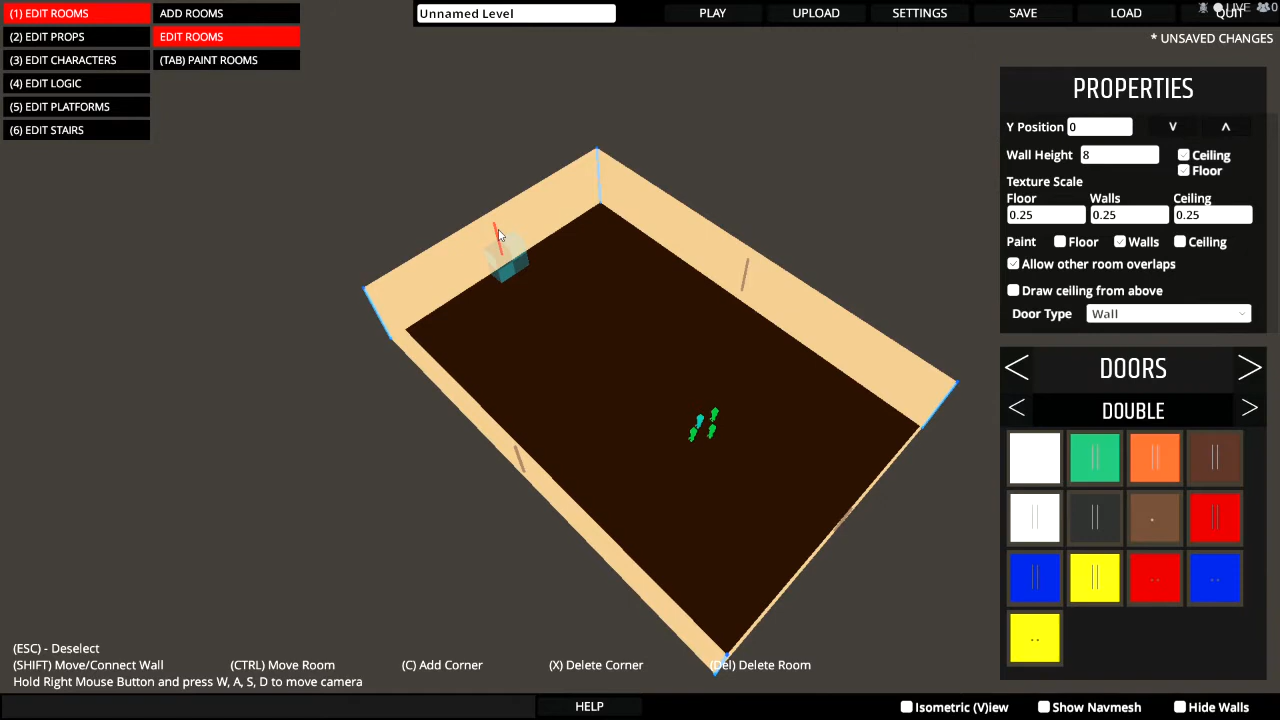 (1) EDIT ROOMS
ADD ROOMS
Unnamed Level
PLAY
UPLOAD
SETTINGS
SAVE
LOAD
QUIT
(2) EDIT PROPS
EDIT ROOMS
* UNSAVED CHANGES
(3) EDIT CHARACTERS
(TAB) PAINT ROOMS
(4) EDIT LOGIC
(5) EDIT PLATFORMS
(6) EDIT STAIRS
PROPERTIES
Y Position 0 V Λ
Wall Height 8
Ceiling
Floor
Texture Scale
Floor Walls Ceiling
0.25 0.25 0.25
Paint Floor Walls Ceiling
Allow other room overlaps
Draw ceiling from above
Door Type Wall
< DOORS >
< DOUBLE >
(ESC) - Deselect
(SHIFT) Move/Connect Wall (CTRL) Move Room (C) Add Corner (X) Delete Corner (Del) Delete Room
Hold Right Mouse Button and press W, A, S, D to move camera
HELP
Isometric (V)iew Show Navmesh Hide Walls